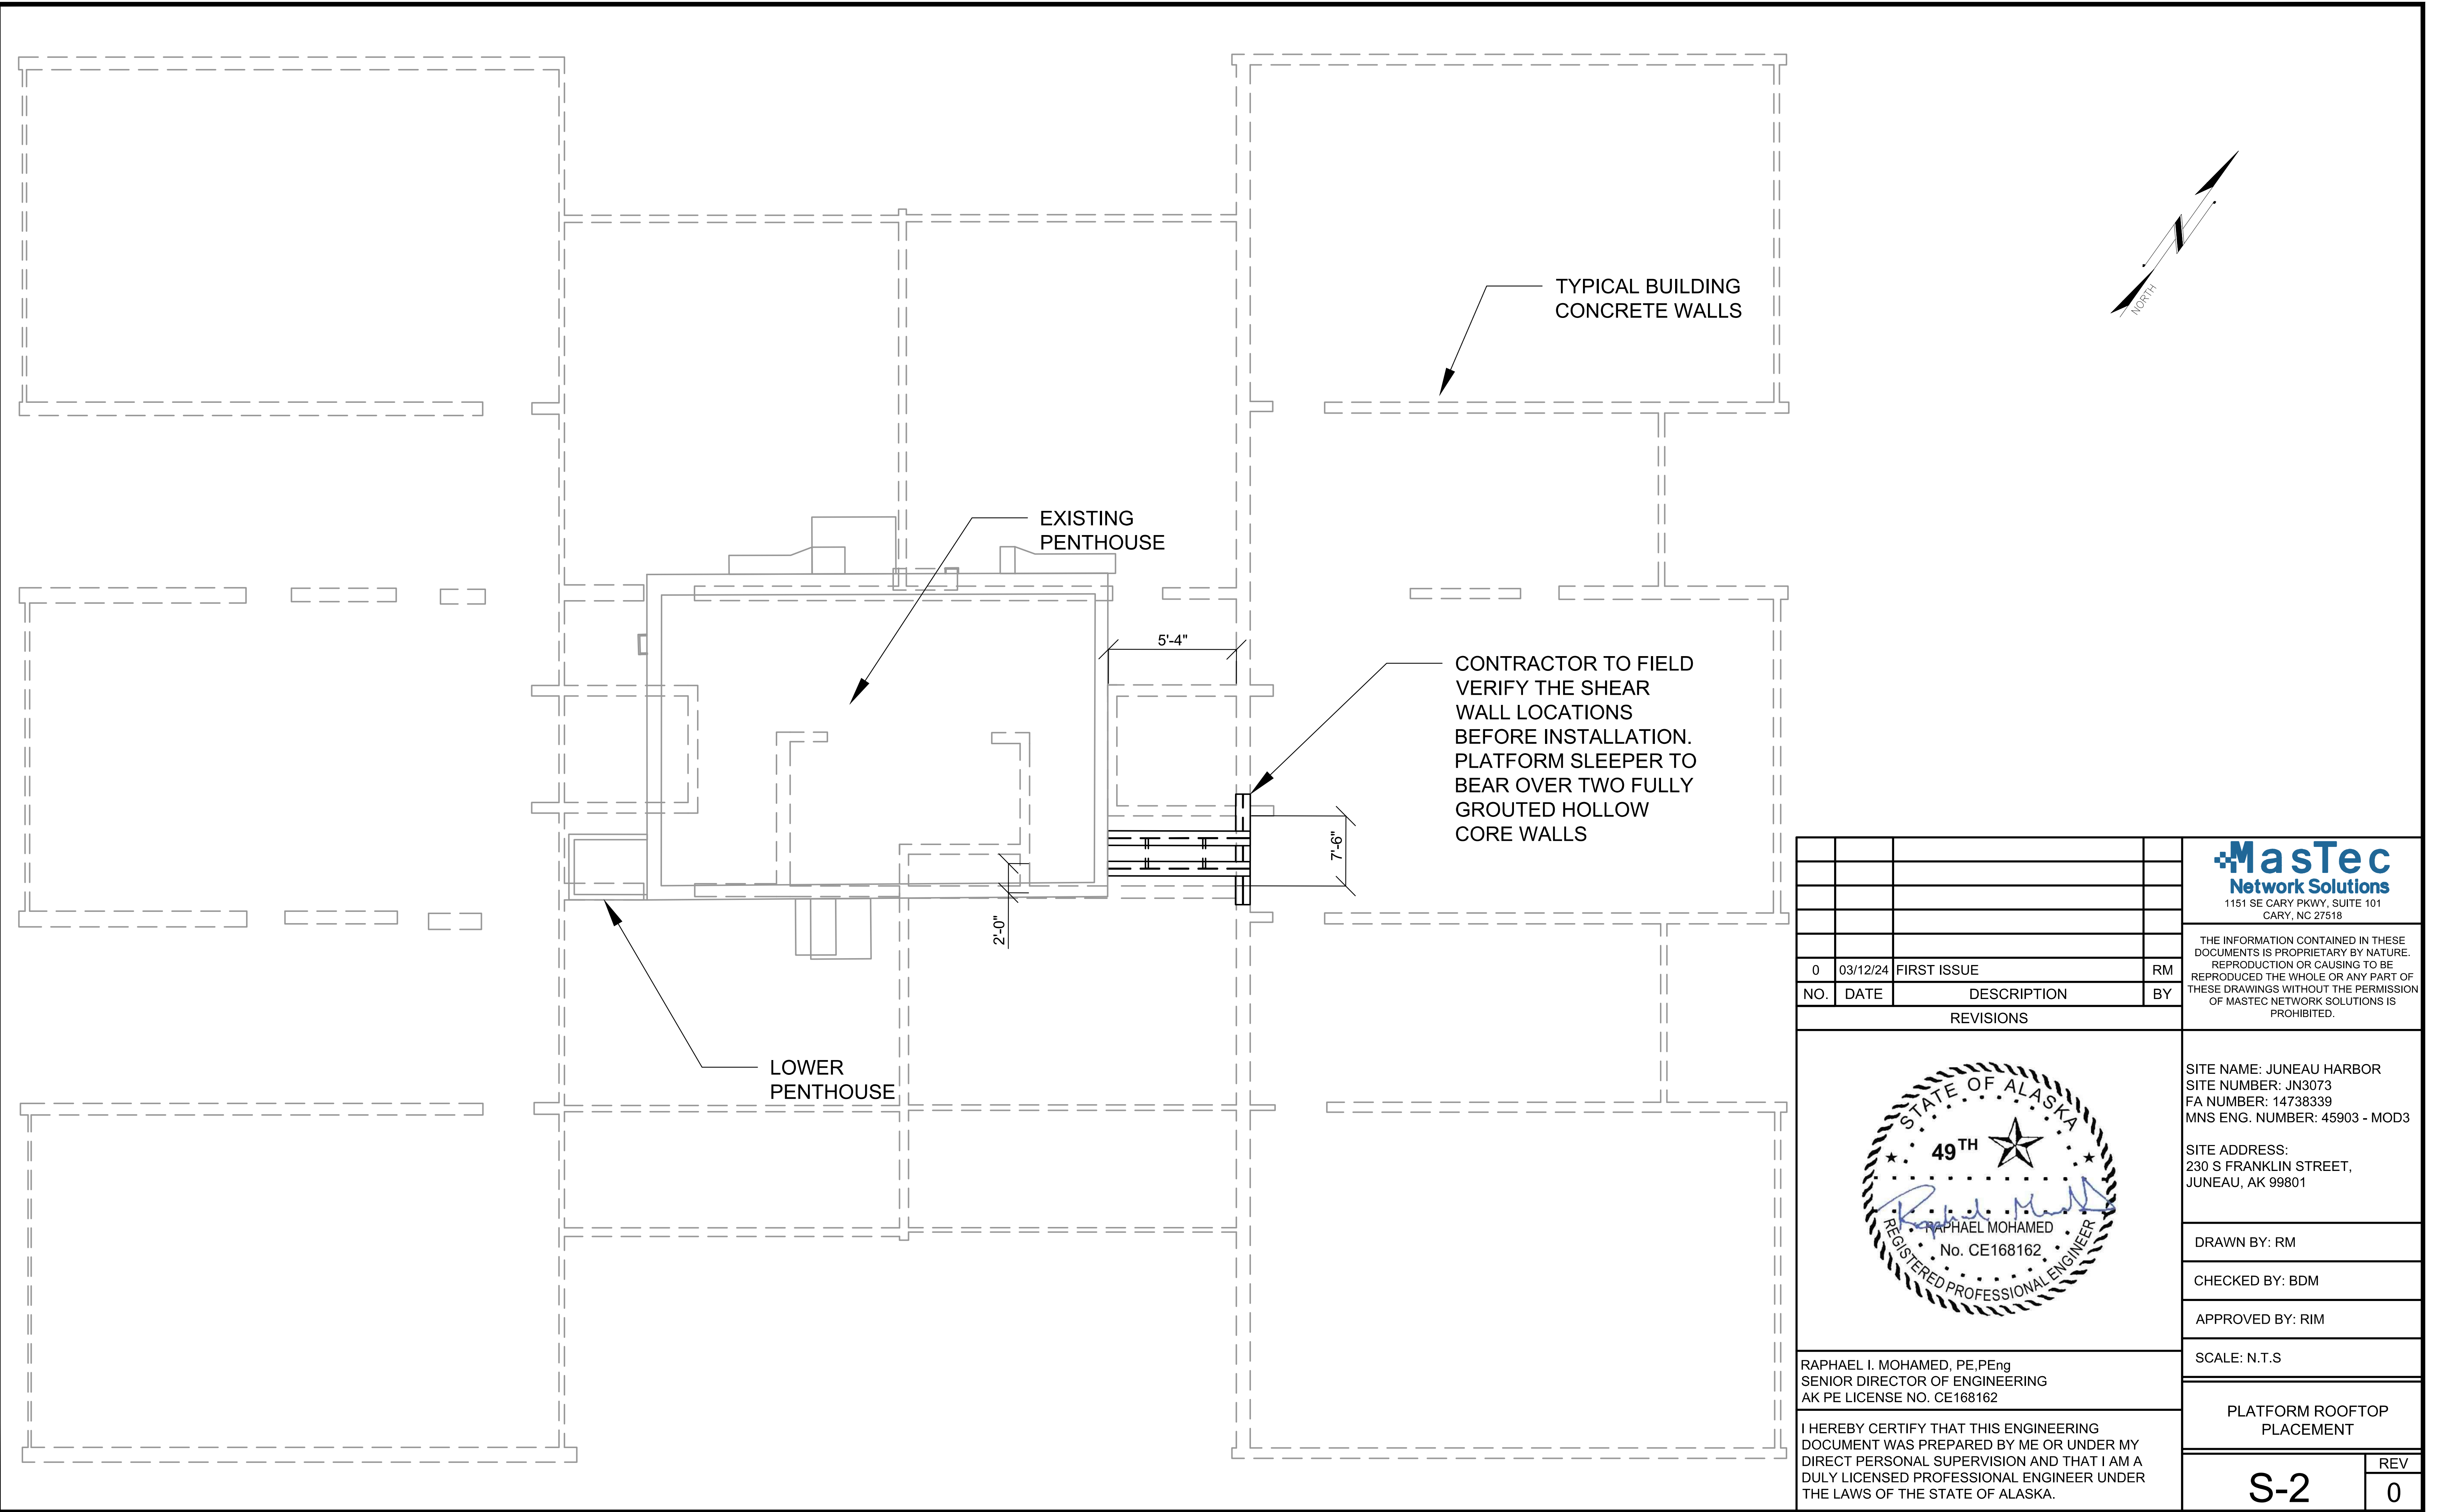 TYPICAL BUILDING
CONCRETE WALLS
N
NORTH
EXISTING
PENTHOUSE
5'-4"
CONTRACTOR TO FIELD
VERIFY THE SHEAR
WALL LOCATIONS
BEFORE INSTALLATION.
PLATFORM SLEEPER TO
BEAR OVER TWO FULLY
GROUTED HOLLOW
CORE WALLS
7'-6"
2'-0"
LOWER
PENTHOUSE
0 03/12/24 FIRST ISSUE RM
NO. DATE DESCRIPTION BY
REVISIONS
MasTec
Network Solutions
1151 SE CARY PKWY, SUITE 101
CARY, NC 27518
THE INFORMATION CONTAINED IN THESE
DOCUMENTS IS PROPRIETARY BY NATURE.
REPRODUCTION OR CAUSING TO BE
REPRODUCED THE WHOLE OR ANY PART OF
THESE DRAWINGS WITHOUT THE PERMISSION
OF MASTEC NETWORK SOLUTIONS IS
PROHIBITED.
STATE OF ALASKA
49TH
RAPHAEL MOHAMED
No. CE168162
REGISTERED PROFESSIONAL ENGINEER
SITE NAME: JUNEAU HARBOR
SITE NUMBER: JN3073
FA NUMBER: 14738339
MNS ENG. NUMBER: 45903 - MOD3
SITE ADDRESS:
230 S FRANKLIN STREET,
JUNEAU, AK 99801
DRAWN BY: RM
CHECKED BY: BDM
APPROVED BY: RIM
SCALE: N.T.S
RAPHAEL I. MOHAMED, PE,PEng
SENIOR DIRECTOR OF ENGINEERING
AK PE LICENSE NO. CE168162
I HEREBY CERTIFY THAT THIS ENGINEERING
DOCUMENT WAS PREPARED BY ME OR UNDER MY
DIRECT PERSONAL SUPERVISION AND THAT I AM A
DULY LICENSED PROFESSIONAL ENGINEER UNDER
THE LAWS OF THE STATE OF ALASKA.
PLATFORM ROOFTOP
PLACEMENT
S-2
REV
0